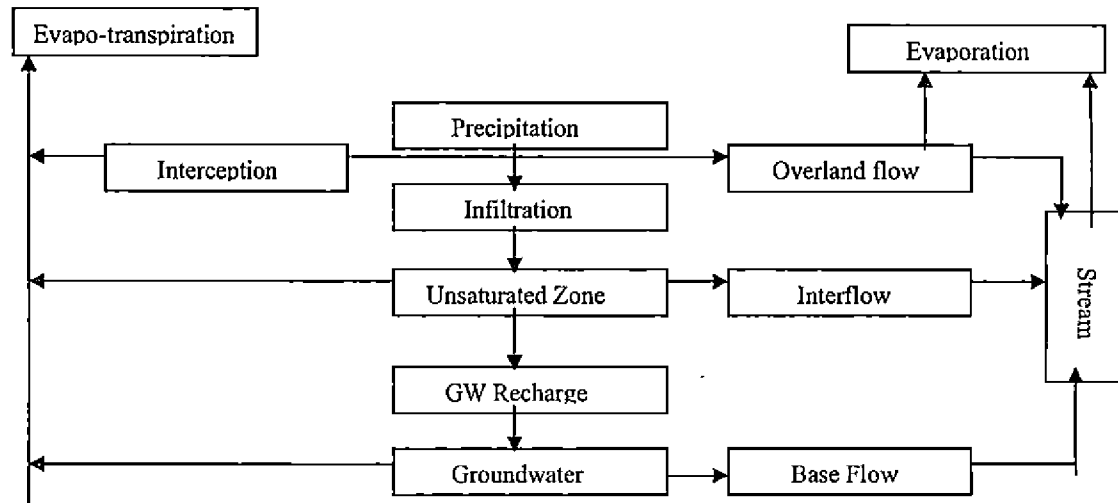 Evapo-transpiration
Evaporation
Precipitation
Interception
Overland flow
Infiltration
Unsaturated Zone
Interflow
Stream
GW Recharge
Groundwater
Base Flow